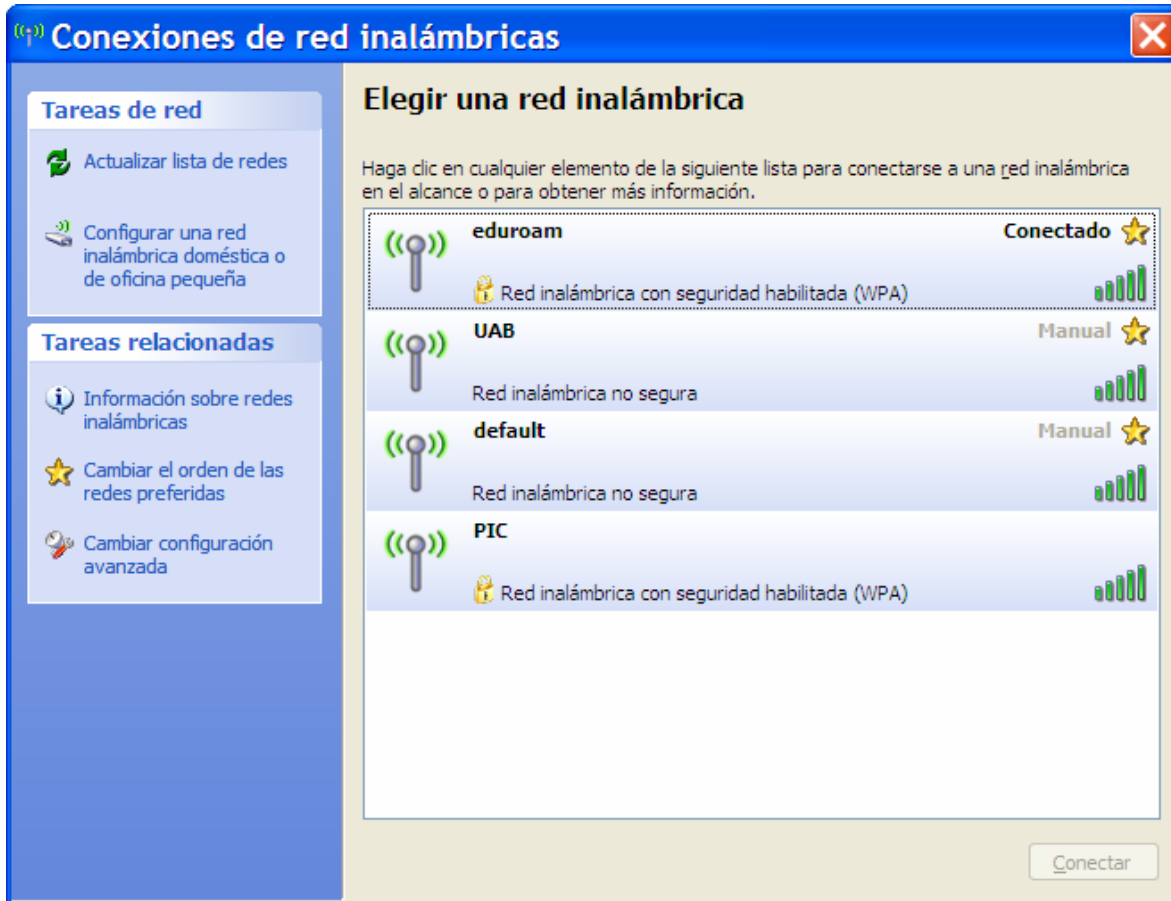 Conexiones de red inalámbricas
Tareas de red
Actualizar lista de redes
Configurar una red
inalámbrica doméstica o
de oficina pequeña
Tareas relacionadas
Información sobre redes
inalámbricas
Cambiar el orden de las
redes preferidas
Cambiar configuración
avanzada
Elegir una red inalámbrica
Haga clic en cualquier elemento de la siguiente lista para conectarse a una red inalámbrica
en el alcance o para obtener más información.
eduroam Conectado
Red inalámbrica con seguridad habilitada (WPA)
UAB Manual
Red inalámbrica no segura
default Manual
Red inalámbrica no segura
PIC
Red inalámbrica con seguridad habilitada (WPA)
Conectar